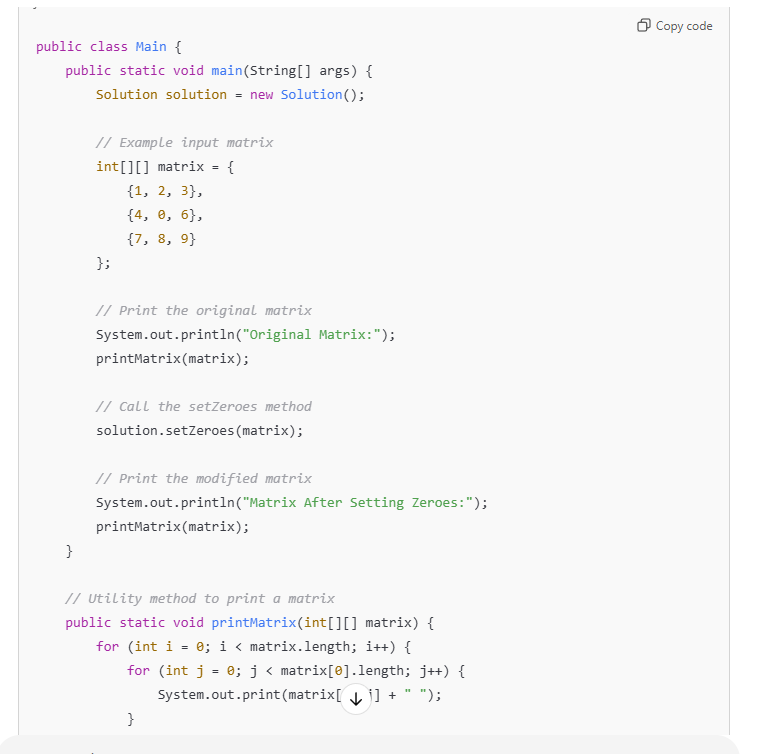 Copy code
public class Main {
    public static void main(String[] args) {
        Solution solution = new Solution();
        // Example input matrix
        int[][] matrix = {
            {1, 2, 3},
            {4, 0, 6},
            {7, 8, 9}
        };
        // Print the original matrix
        System.out.println("Original Matrix:");
        printMatrix(matrix);
        // Call the setZeroes method
        solution.setZeroes(matrix);
        // Print the modified matrix
        System.out.println("Matrix After Setting Zeroes:");
        printMatrix(matrix);
    }
    // Utility method to print a matrix
    public static void printMatrix(int[][] matrix) {
        for (int i = 0; i < matrix.length; i++) {
            for (int j = 0; j < matrix[0].length; j++) {
                System.out.print(matrix[ j] + " ");
            }